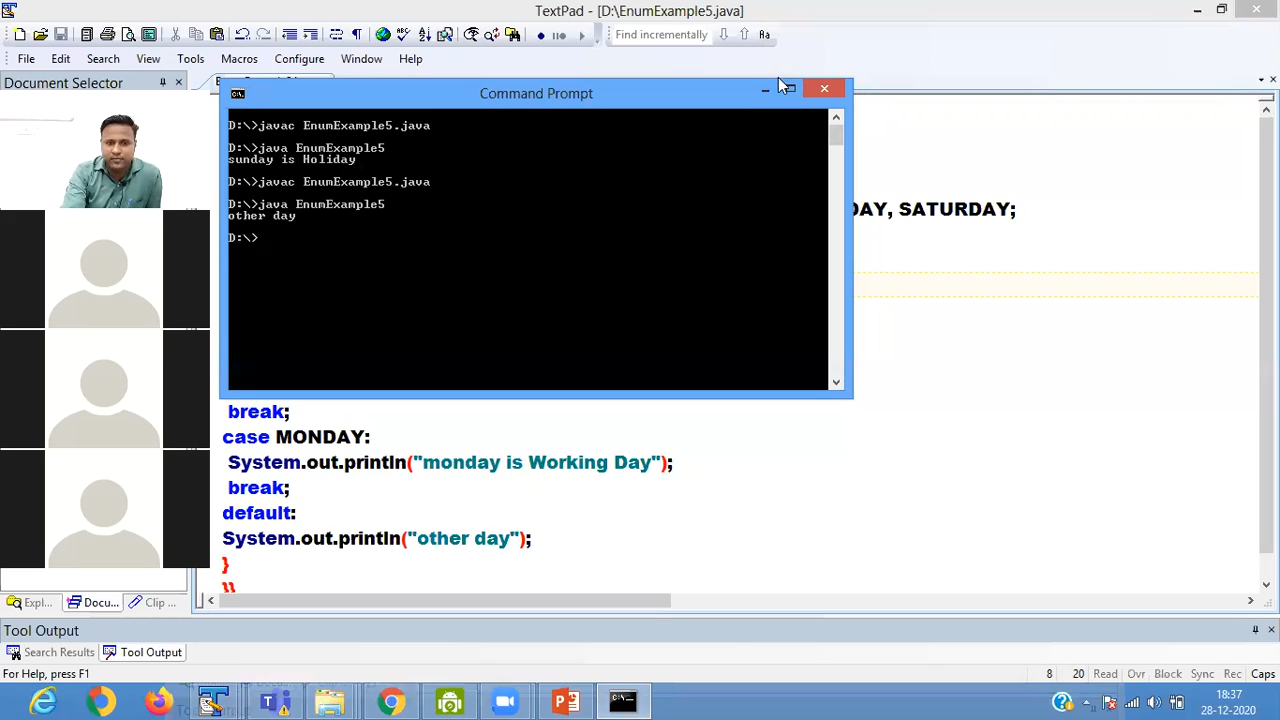 TextPad - [D:\EnumExample5.java]
Find incrementally
File Edit Search View Tools Macros Configure Window Help
Document Selector
Command Prompt
D:\>javac EnumExample5.java
D:\>java EnumExample5
sunday is Holiday
D:\>javac EnumExample5.java
D:\>java EnumExample5
other day
D:\>
DAY, SATURDAY;
break;
case MONDAY:
System.out.println("monday is Working Day");
break;
default:
System.out.println("other day");
}
}}
Expl... Docu... Clip ...
Tool Output
Search Results Tool Output
For Help, press F1
8 20 Read Ovr Block Sync Rec Caps
18:37
28-12-2020